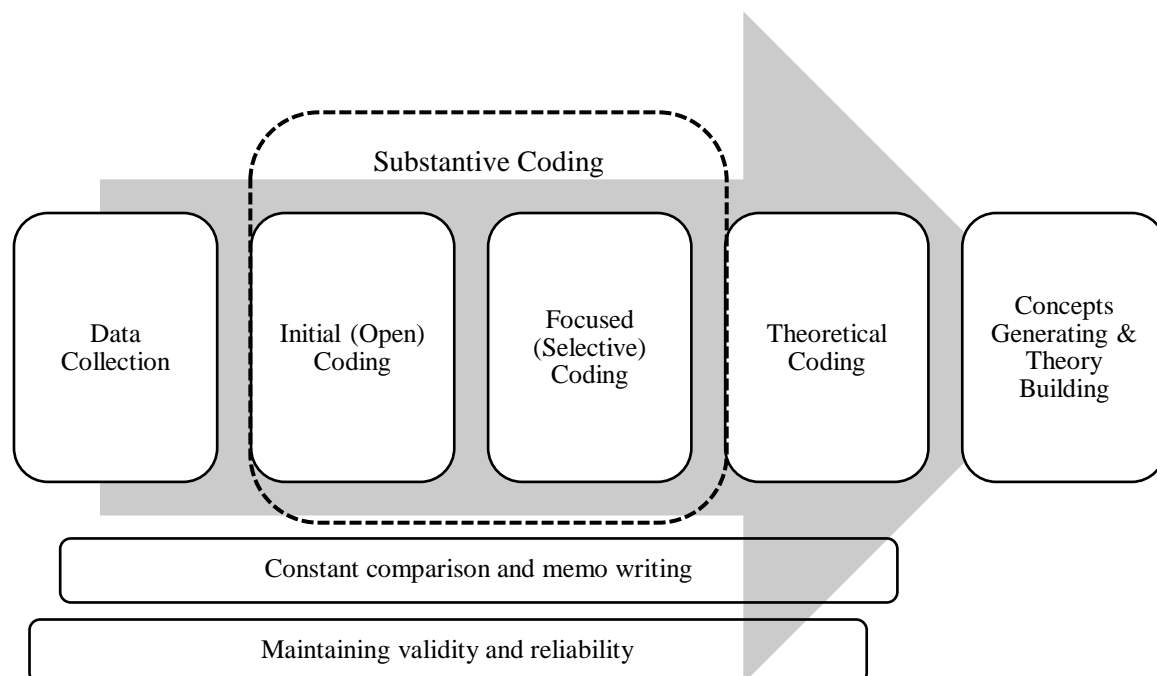 Substantive Coding
Data
Collection
Initial (Open)
Coding
Focused
(Selective)
Coding
Theoretical
Coding
Concepts
Generating &
Theory
Building
Constant comparison and memo writing
Maintaining validity and reliability